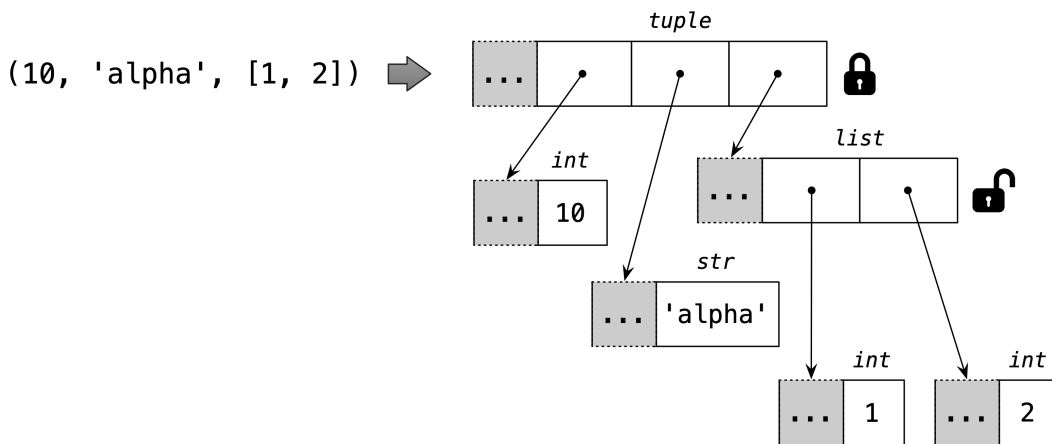 tuple
(10, 'alpha', [1, 2])
...
list
int
...
... 10
str
... 'alpha'
int
int
... 1
... 2